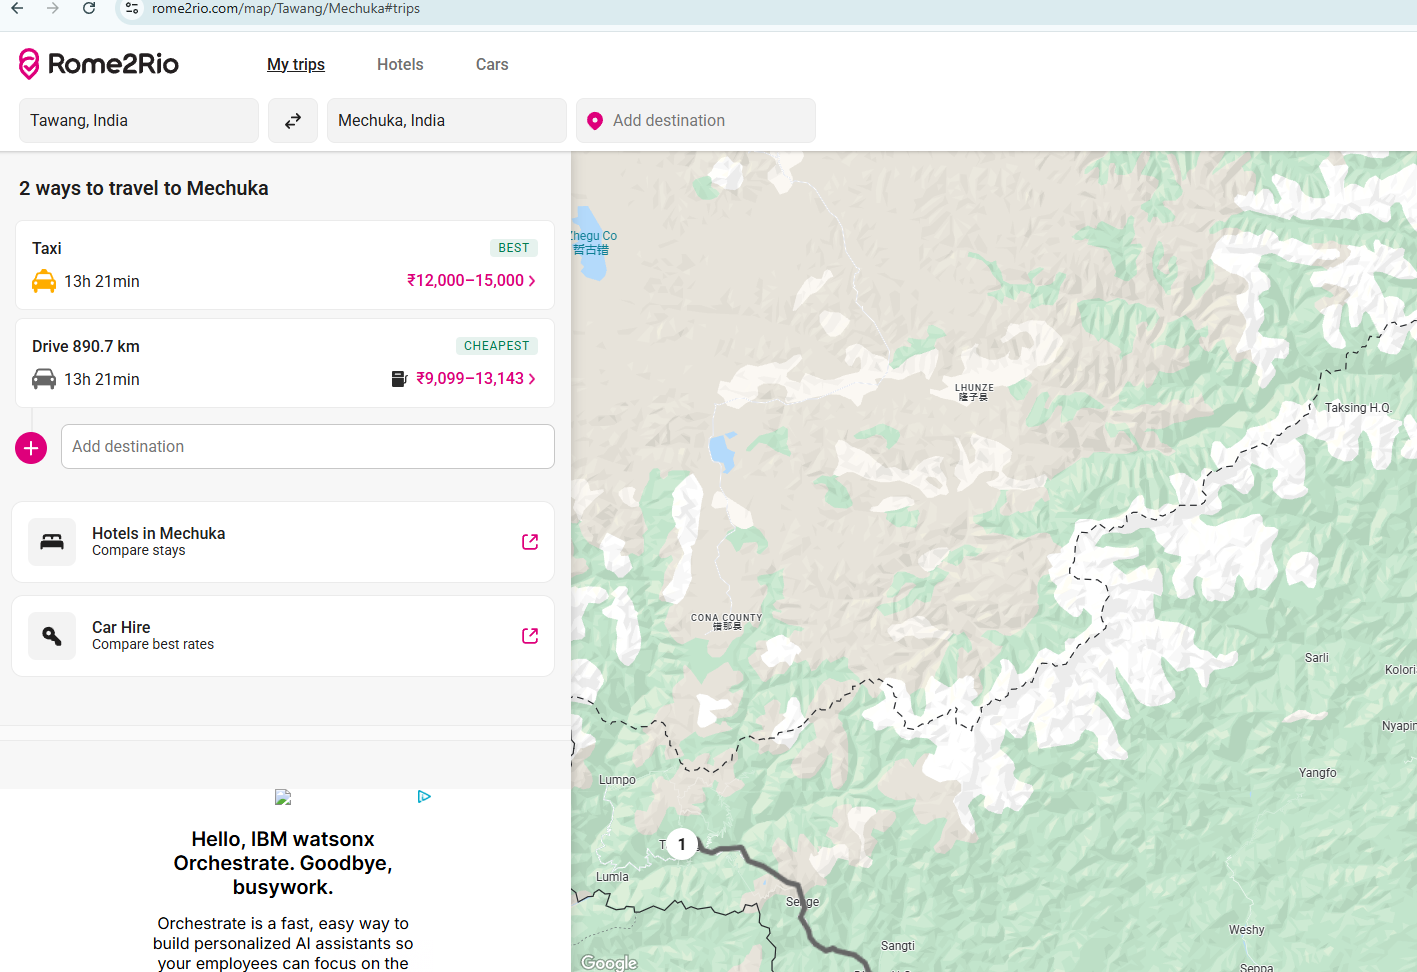 rome2rio.com/map/Tawang/Mechuka#trips
Rome2Rio
My trips
Hotels
Cars
Tawang, India
Mechuka, India
Add destination
2 ways to travel to Mechuka
Taxi
BEST
13h 21min
₹12,000–15,000
Drive 890.7 km
CHEAPEST
13h 21min
₹9,099–13,143
Add destination
Hotels in Mechuka
Compare stays
Car Hire
Compare best rates
Hello, IBM watsonx
Orchestrate. Goodbye,
busywork.
Orchestrate is a fast, easy way to
build personalized AI assistants so
your employees can focus on the
Zhegu Co
哲古错
LHUNZE
隆子县
Taksing H.Q.
CONA COUNTY
错那县
Sarli
Nyapin
Yangfo
Lumpo
1
Lumla
Senge
Sangti
Weshy
Seppa
Google